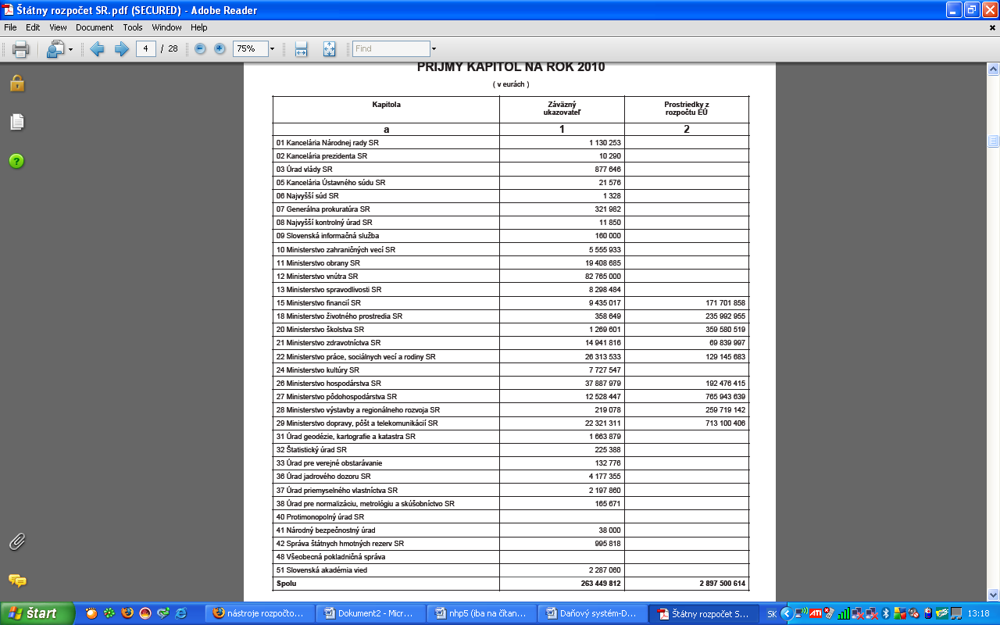 Štátny rozpočet SR.pdf (SECURED) - Adobe Reader
File Edit View Document Tools Window Help
4 / 28 75% Find
PRÍJMY KAPITOL NA ROK 2010
( v eurách )
Kapitola Záväzný ukazovateľ Prostriedky z rozpočtu EÚ
a 1 2
01 Kancelária Národnej rady SR 1 130 253
02 Kancelária prezidenta SR 10 290
03 Úrad vlády SR 877 646
05 Kancelária Ústavného súdu SR 21 576
06 Najvyšší súd SR 1 328
07 Generálna prokuratúra SR 321 982
08 Najvyšší kontrolný úrad SR 11 850
09 Slovenská informačná služba 160 000
10 Ministerstvo zahraničných vecí SR 5 555 933
11 Ministerstvo obrany SR 19 408 685
12 Ministerstvo vnútra SR 82 765 000
13 Ministerstvo spravodlivosti SR 8 298 484
15 Ministerstvo financií SR 9 435 017 171 701 858
18 Ministerstvo životného prostredia SR 358 649 235 992 955
20 Ministerstvo školstva SR 1 269 601 359 580 519
21 Ministerstvo zdravotníctva SR 14 941 816 69 839 997
22 Ministerstvo práce, sociálnych vecí a rodiny SR 26 313 533 129 145 683
24 Ministerstvo kultúry SR 7 727 547
26 Ministerstvo hospodárstva SR 37 887 979 192 476 415
27 Ministerstvo pôdohospodárstva SR 12 528 447 765 943 639
28 Ministerstvo výstavby a regionálneho rozvoja SR 219 078 259 719 142
29 Ministerstvo dopravy, pôšt a telekomunikácií SR 22 321 311 713 100 406
31 Úrad geodézie, kartografie a katastra SR 1 663 879
32 Štatistický úrad SR 225 388
33 Úrad pre verejné obstarávanie 132 776
36 Úrad jadrového dozoru SR 4 177 355
37 Úrad priemyselného vlastníctva SR 2 197 860
38 Úrad pre normalizáciu, metrológiu a skúšobníctvo SR 165 671
40 Protimonopolný úrad SR
41 Národný bezpečnostný úrad 38 000
42 Správa štátnych hmotných rezerv SR 995 818
48 Všeobecná pokladničná správa
51 Slovenská akadémia vied 2 287 060
Spolu 263 449 812 2 897 500 614
štart nástroje rozpočto... Dokument2 - Micr... nhp5 (iba na čítan... Daňový systém-D... Štátny rozpočet S... SK ATI 13:18